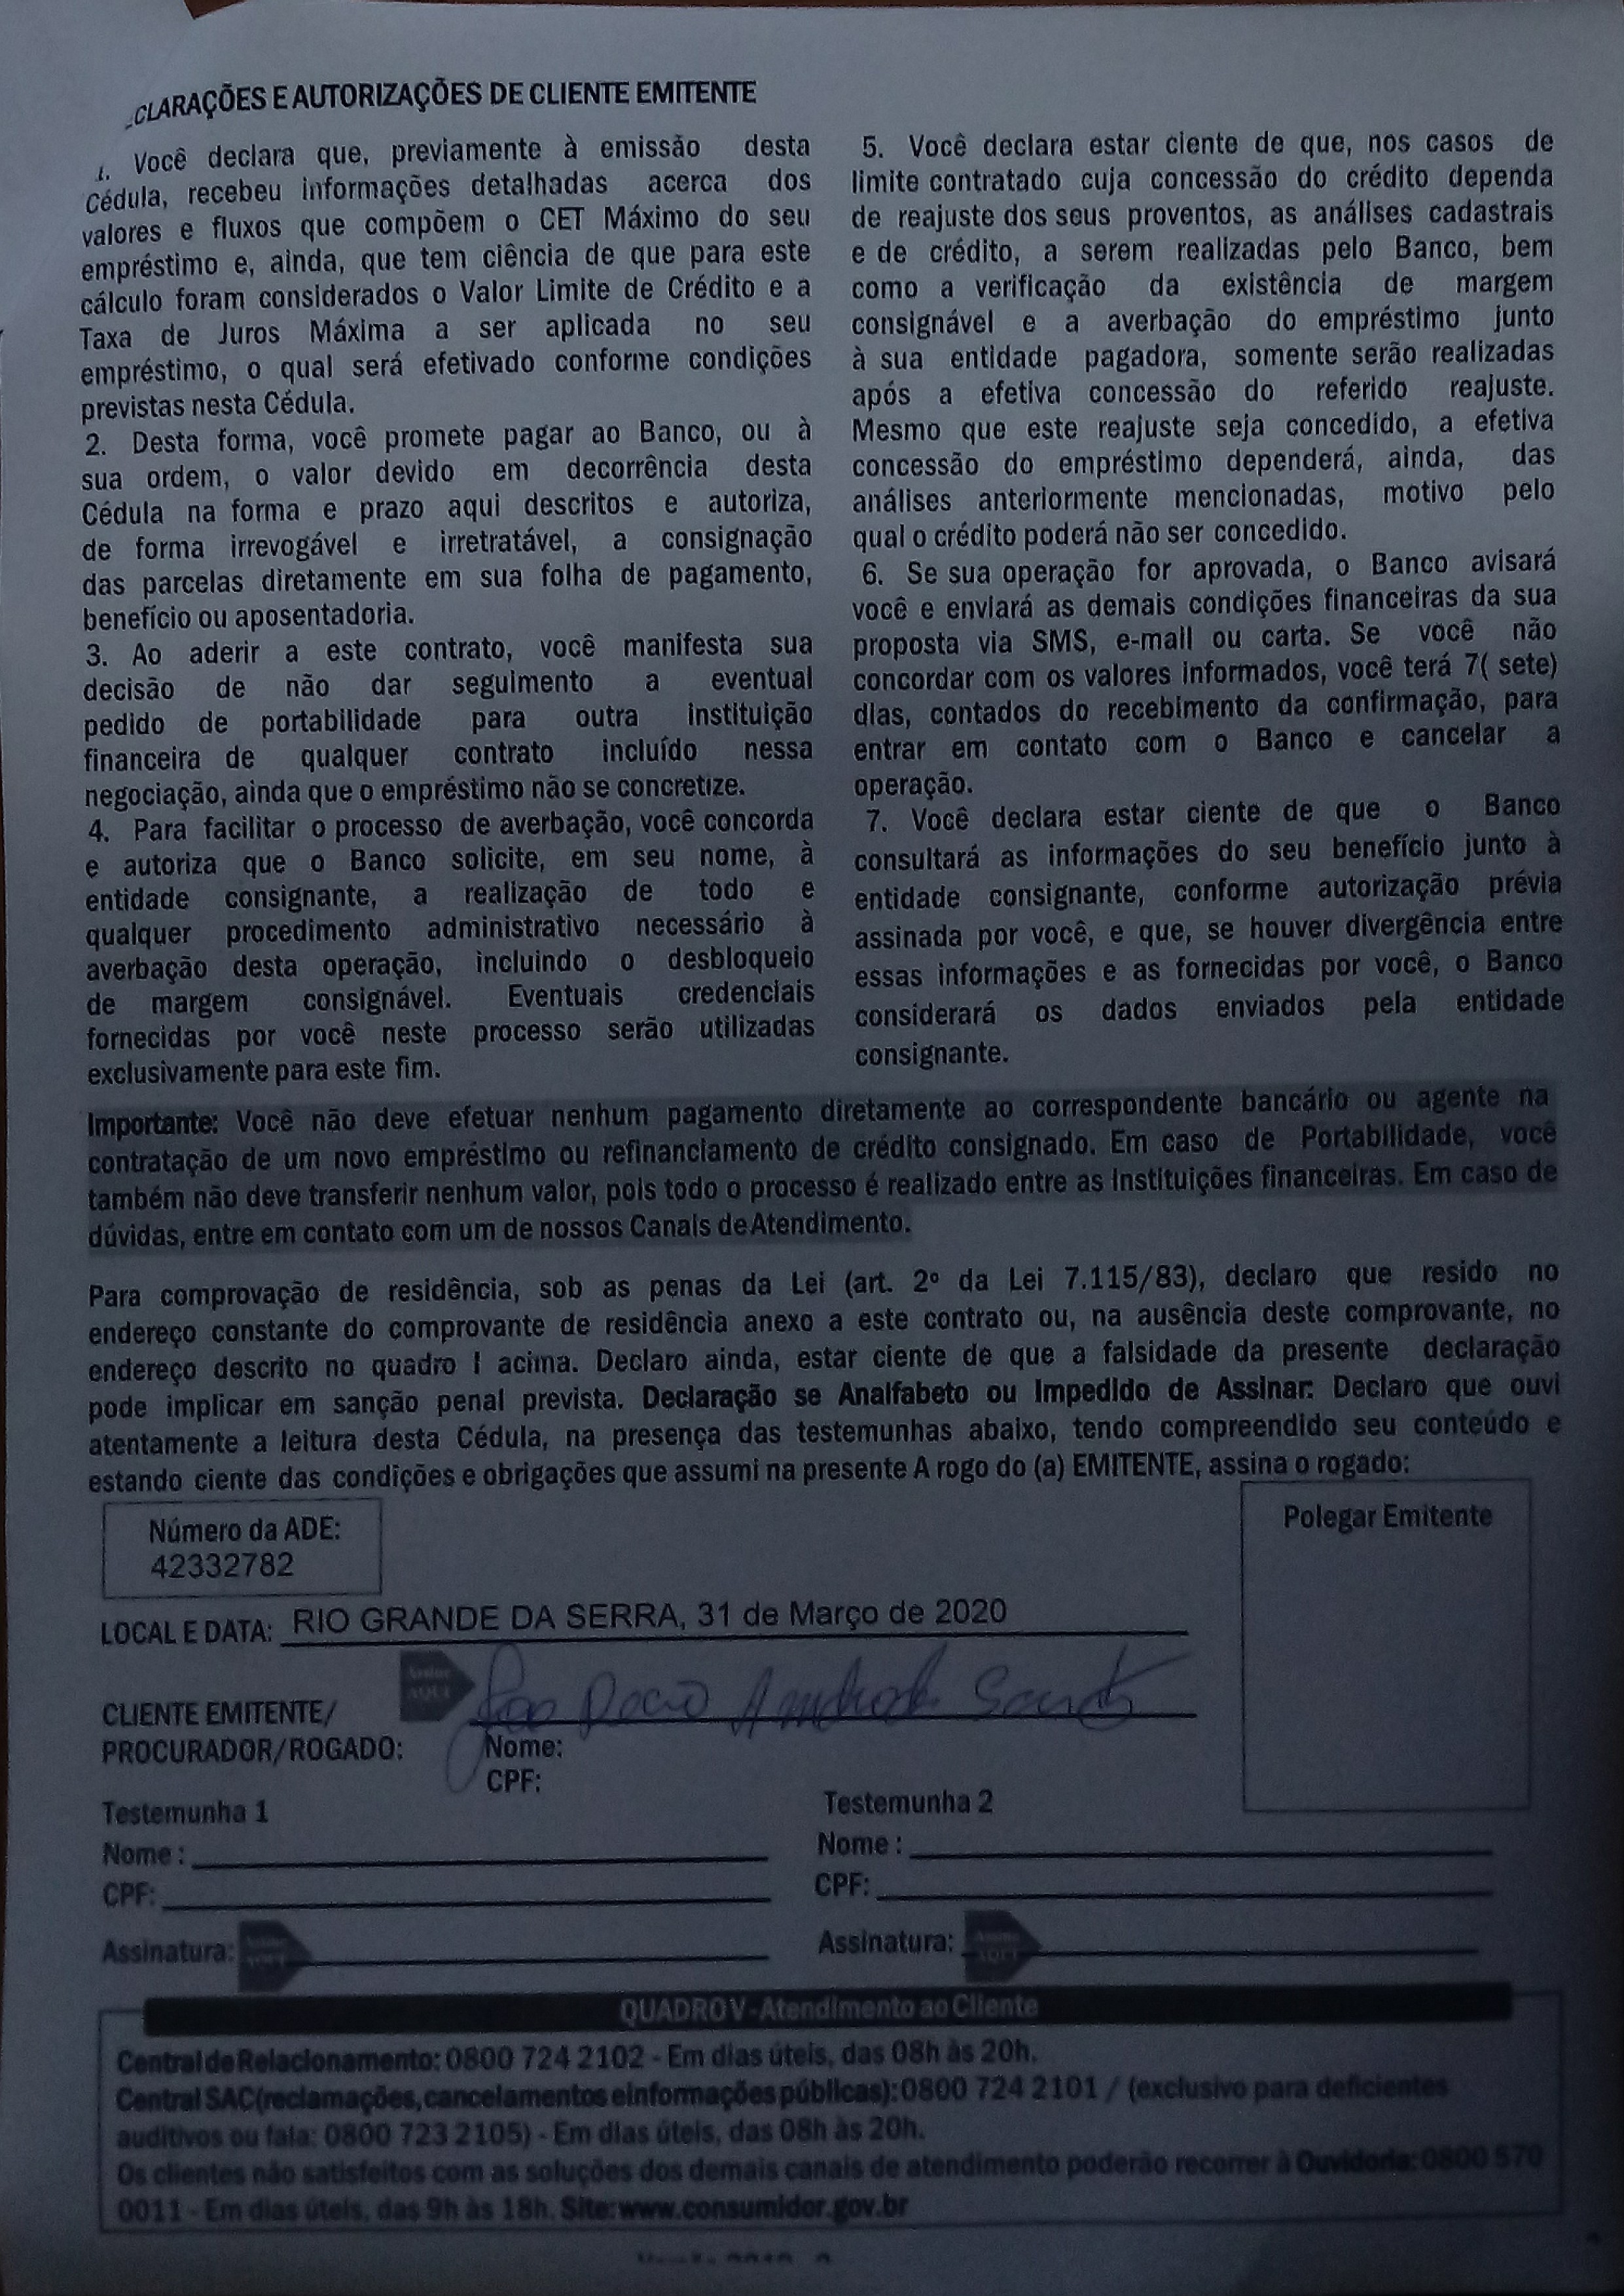 CLARAÇÕES E AUTORIZAÇÕES DE CLIENTE EMITENTE
1. Você declara que, previamente à emissão desta
Cédula, recebeu informações detalhadas acerca dos
valores e fluxos que compõem o CET Máximo do seu
empréstimo e, ainda, que tem ciência de que para este
cálculo foram considerados o Valor Limite de Crédito e a
Taxa de Juros Máxima a ser aplicada no seu
empréstimo, o qual será efetivado conforme condições
previstas nesta Cédula.
2. Desta forma, você promete pagar ao Banco, ou à
sua ordem, o valor devido em decorrência desta
Cédula na forma e prazo aqui descritos e autoriza,
de forma irrevogável e irretratável, a consignação
das parcelas diretamente em sua folha de pagamento,
benefício ou aposentadoria.
3. Ao aderir a este contrato, você manifesta sua
decisão de não dar seguimento a eventual
pedido de portabilidade para outra instituição
financeira de qualquer contrato incluído nessa
negociação, ainda que o empréstimo não se concretize.
4. Para facilitar o processo de averbação, você concorda
e autoriza que o Banco solicite, em seu nome, à
entidade consignante, a realização de todo e
qualquer procedimento administrativo necessário à
averbação desta operação, incluindo o desbloqueio
de margem consignável. Eventuais credenciais
fornecidas por você neste processo serão utilizadas
exclusivamente para este fim.
5. Você declara estar ciente de que, nos casos de
limite contratado cuja concessão do crédito dependa
de reajuste dos seus proventos, as análises cadastrais
e de crédito, a serem realizadas pelo Banco, bem
como a verificação da existência de margem
consignável e a averbação do empréstimo junto
à sua entidade pagadora, somente serão realizadas
após a efetiva concessão do referido reajuste.
Mesmo que este reajuste seja concedido, a efetiva
concessão do empréstimo dependerá, ainda, das
análises anteriormente mencionadas, motivo pelo
qual o crédito poderá não ser concedido.
6. Se sua operação for aprovada, o Banco avisará
você e enviará as demais condições financeiras da sua
proposta via SMS, e-mail ou carta. Se você não
concordar com os valores informados, você terá 7( sete)
dias, contados do recebimento da confirmação, para
entrar em contato com o Banco e cancelar a
operação.
7. Você declara estar ciente de que o Banco
consultará as informações do seu benefício junto à
entidade consignante, conforme autorização prévia
assinada por você, e que, se houver divergência entre
essas informações e as fornecidas por você, o Banco
considerará os dados enviados pela entidade
consignante.
Importante: Você não deve efetuar nenhum pagamento diretamente ao correspondente bancário ou agente na
contratação de um novo empréstimo ou refinanciamento de crédito consignado. Em caso de Portabilidade, você
também não deve transferir nenhum valor, pois todo o processo é realizado entre as instituições financeiras. Em caso de
dúvidas, entre em contato com um de nossos Canais de Atendimento.
Para comprovação de residência, sob as penas da Lei (art. 2º da Lei 7.115/83), declaro que resido no
endereço constante do comprovante de residência anexo a este contrato ou, na ausência deste comprovante, no
endereço descrito no quadro I acima. Declaro ainda, estar ciente de que a falsidade da presente declaração
pode implicar em sanção penal prevista. Declaração se Analfabeto ou Impedido de Assinar: Declaro que ouvi
atentamente a leitura desta Cédula, na presença das testemunhas abaixo, tendo compreendido seu conteúdo e
estando ciente das condições e obrigações que assumi na presente A rogo do (a) EMITENTE, assina o rogado:
Número da ADE:
42332782
Polegar Emitente
LOCAL E DATA: RIO GRANDE DA SERRA, 31 de Março de 2020
Assine
AQUI
CLIENTE EMITENTE/
PROCURADOR/ROGADO:
Nome:
CPF:
Testemunha 1
Nome :
CPF:
Assinatura:
Testemunha 2
Nome :
CPF:
Assinatura:
QUADRO V - Atendimento ao Cliente
Central de Relacionamento: 0800 724 2102 - Em dias úteis, das 08h às 20h.
Central SAC(reclamações,cancelamentos e informações públicas):0800 724 2101 / (exclusivo para deficientes
auditivos ou fala: 0800 723 2105) - Em dias úteis, das 08h às 20h.
Os clientes não satisfeitos com as soluções dos demais canais de atendimento poderão recorrer à Ouvidoria: 0800 570
0011 - Em dias úteis, das 9h às 18h. Site: www.consumidor.gov.br